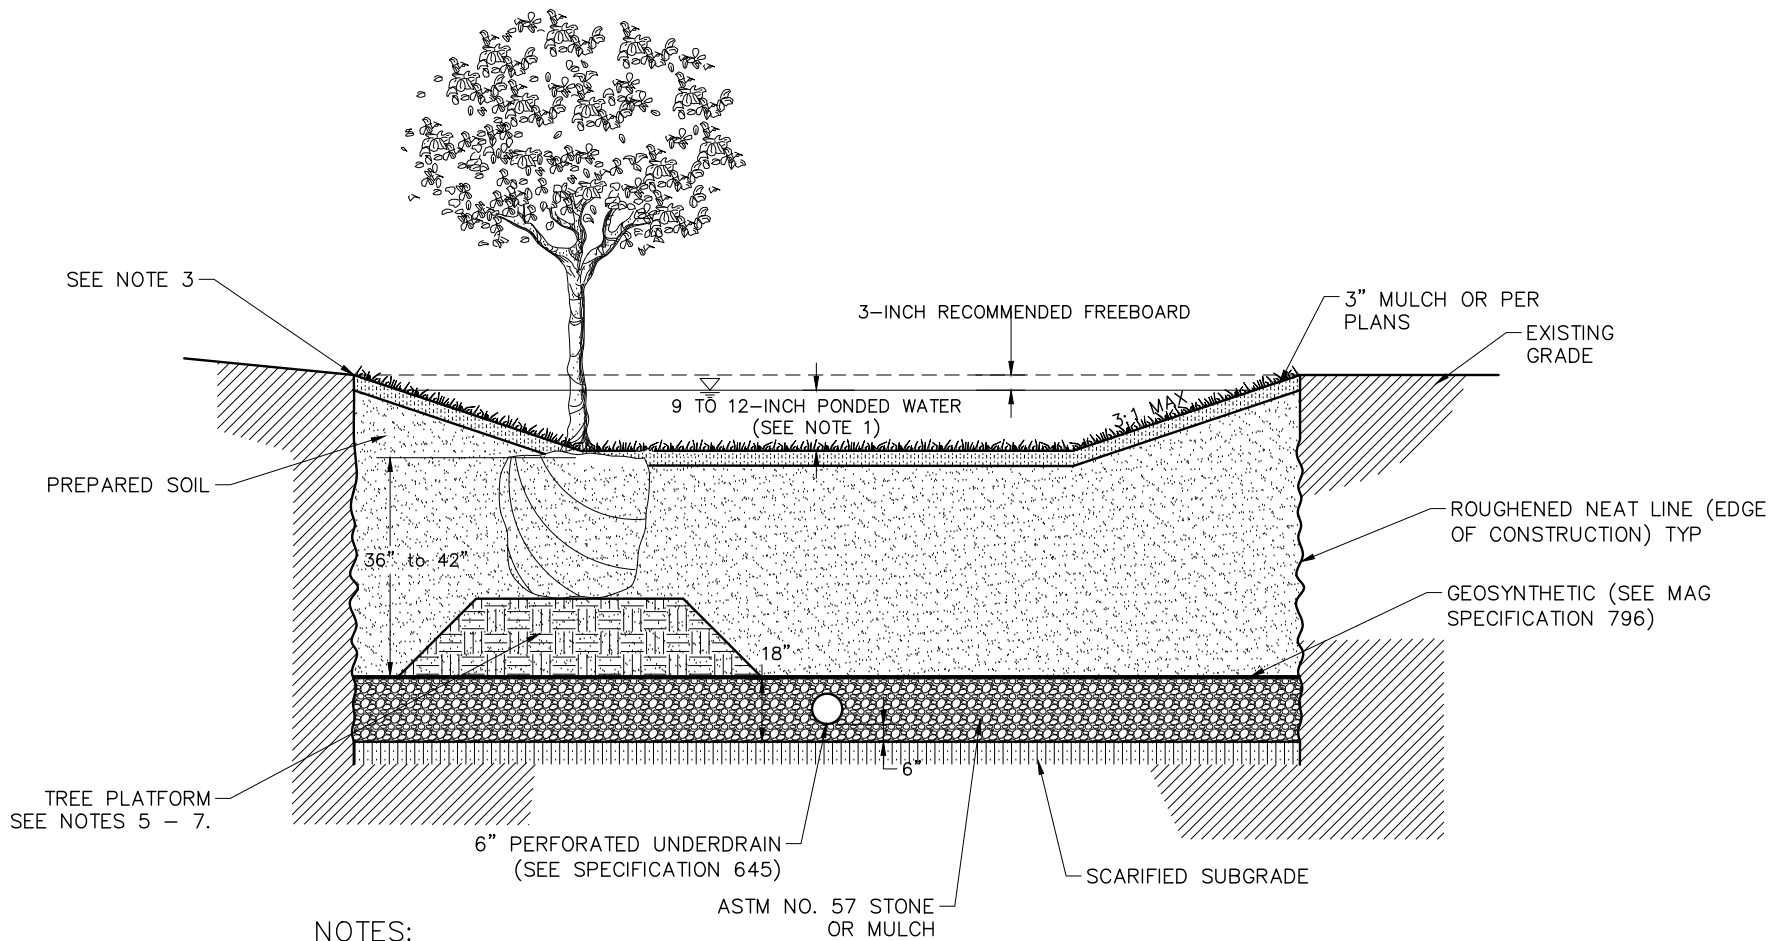 SEE NOTE 3
3-INCH RECOMMENDED FREEBOARD
3" MULCH OR PER
PLANS
EXISTING
GRADE
9 TO 12-INCH PONDED WATER
(SEE NOTE 1)
3:1 MAX
PREPARED SOIL
ROUGHENED NEAT LINE (EDGE
OF CONSTRUCTION) TYP
36" to 42"
GEOSYNTHETIC (SEE MAG
SPECIFICATION 796)
18"
6"
TREE PLATFORM
SEE NOTES 5 - 7.
6" PERFORATED UNDERDRAIN
(SEE SPECIFICATION 645)
SCARIFIED SUBGRADE
ASTM NO. 57 STONE
OR MULCH
NOTES: